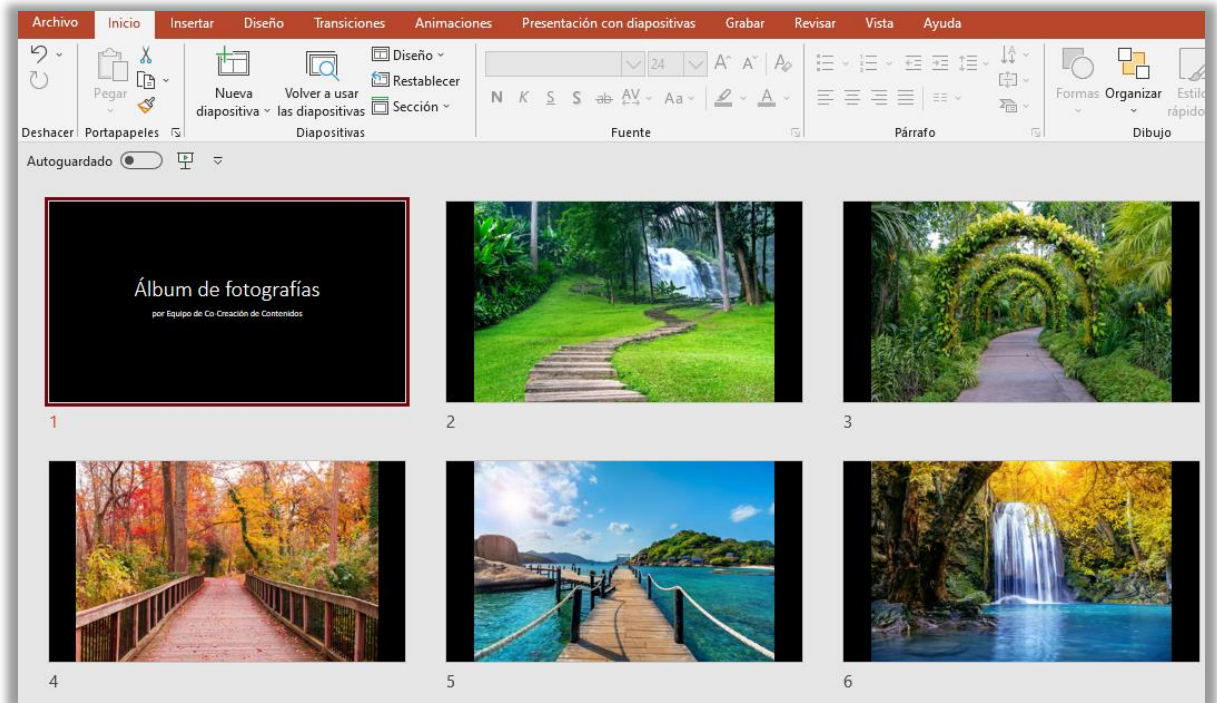 Archivo Inicio Insertar Diseño Transiciones Animaciones Presentación con diapositivas Grabar Revisar Vista Ayuda
Pegar
Nueva diapositiva
Volver a usar las diapositivas
Diseño
Restablecer
Sección
24
A^ A˅ A
N K S S ab AV Aa A
Formas Organizar
Deshacer Portapapeles Diapositivas Fuente Párrafo Dibujo
Autoguardado
Álbum de fotografías
por Equipo de Co-Creación de Contenidos
1 2 3
4 5 6